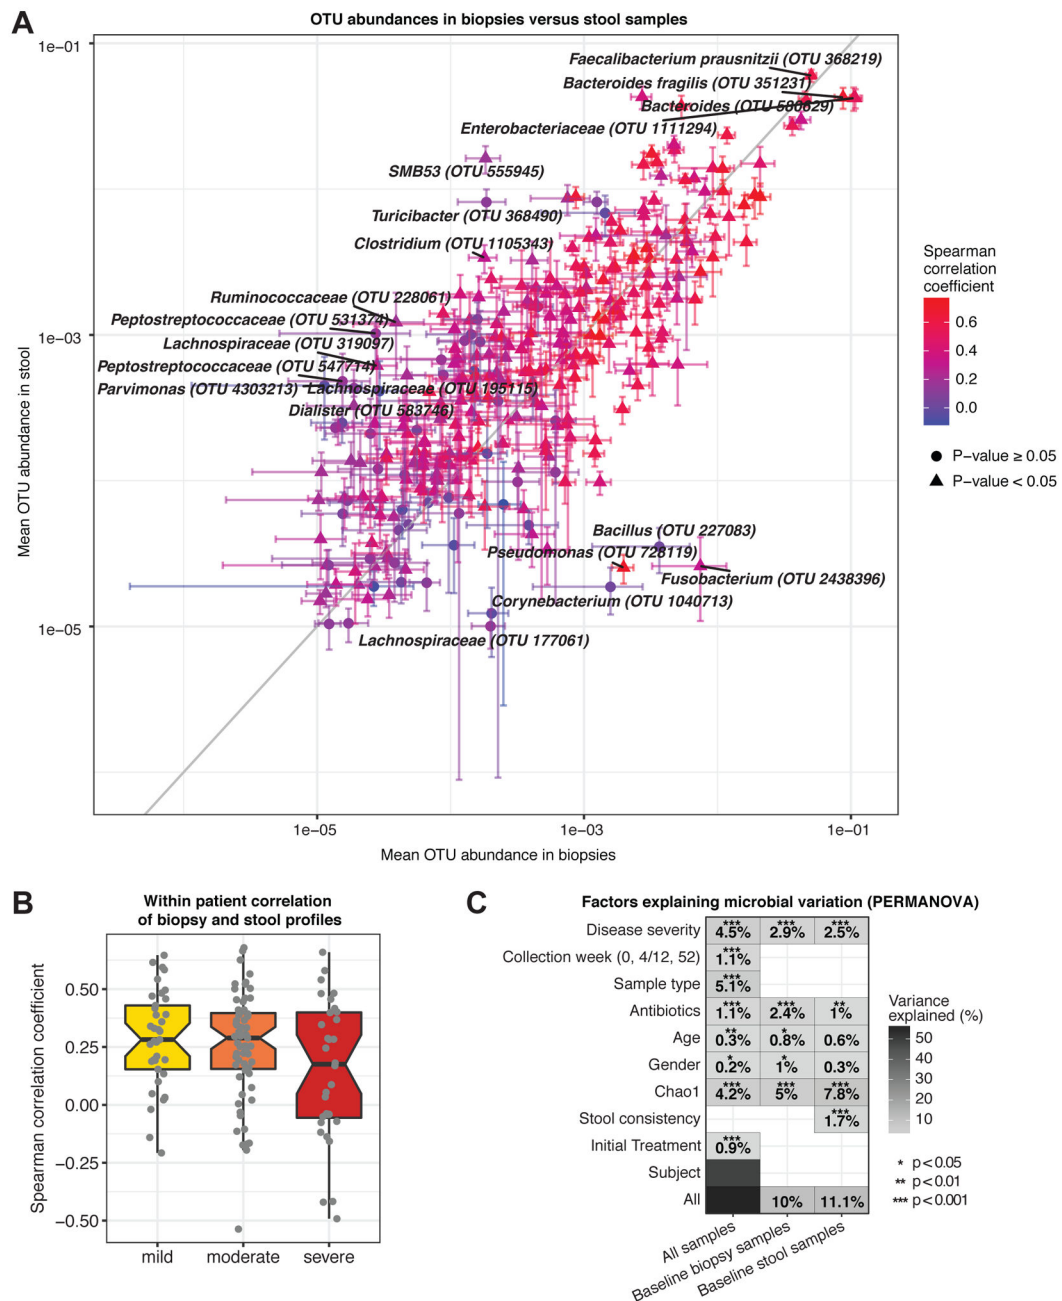 A
OTU abundances in biopsies versus stool samples
1e−01
1e−03
1e−05
Mean OTU abundance in stool
Faecalibacterium prausnitzii (OTU 368219)
Bacteroides fragilis (OTU 351231)
Bacteroides (OTU 580629)
Enterobacteriaceae (OTU 1111294)
SMB53 (OTU 555945)
Turicibacter (OTU 368490)
Clostridium (OTU 1105343)
Ruminococcaceae (OTU 228061)
Peptostreptococcaceae (OTU 531374)
Lachnospiraceae (OTU 319097)
Peptostreptococcaceae (OTU 547714)
Parvimonas (OTU 4303213)
Lachnospiraceae (OTU 195115)
Dialister (OTU 583746)
Bacillus (OTU 227083)
Pseudomonas (OTU 728119)
Fusobacterium (OTU 2438396)
Corynebacterium (OTU 1040713)
Lachnospiraceae (OTU 177061)
1e−05
1e−03
1e−01
Mean OTU abundance in biopsies
Spearman
correlation
coefficient
0.6
0.4
0.2
0.0
P−value ≥ 0.05
P−value < 0.05
B
Within patient correlation
of biopsy and stool profiles
Spearman correlation coefficient
0.50
0.25
0.00
−0.25
−0.50
mild
moderate
severe
C
Factors explaining microbial variation (PERMANOVA)
Disease severity
*** *** ***
4.5% 2.9% 2.5%
Collection week (0, 4/12, 52)
***
1.1%
Sample type
***
5.1%
Antibiotics
*** *** **
1.1% 2.4% 1%
Age
** *
0.3% 0.8% 0.6%
Gender
* *
0.2% 1% 0.3%
Chao1
*** *** ***
4.2% 5% 7.8%
Stool consistency
***
1.7%
Initial Treatment
***
0.9%
Subject
All
10% 11.1%
All samples
Baseline biopsy samples
Baseline stool samples
Variance
explained (%)
50
40
30
20
10
* p<0.05
** p<0.01
*** p<0.001